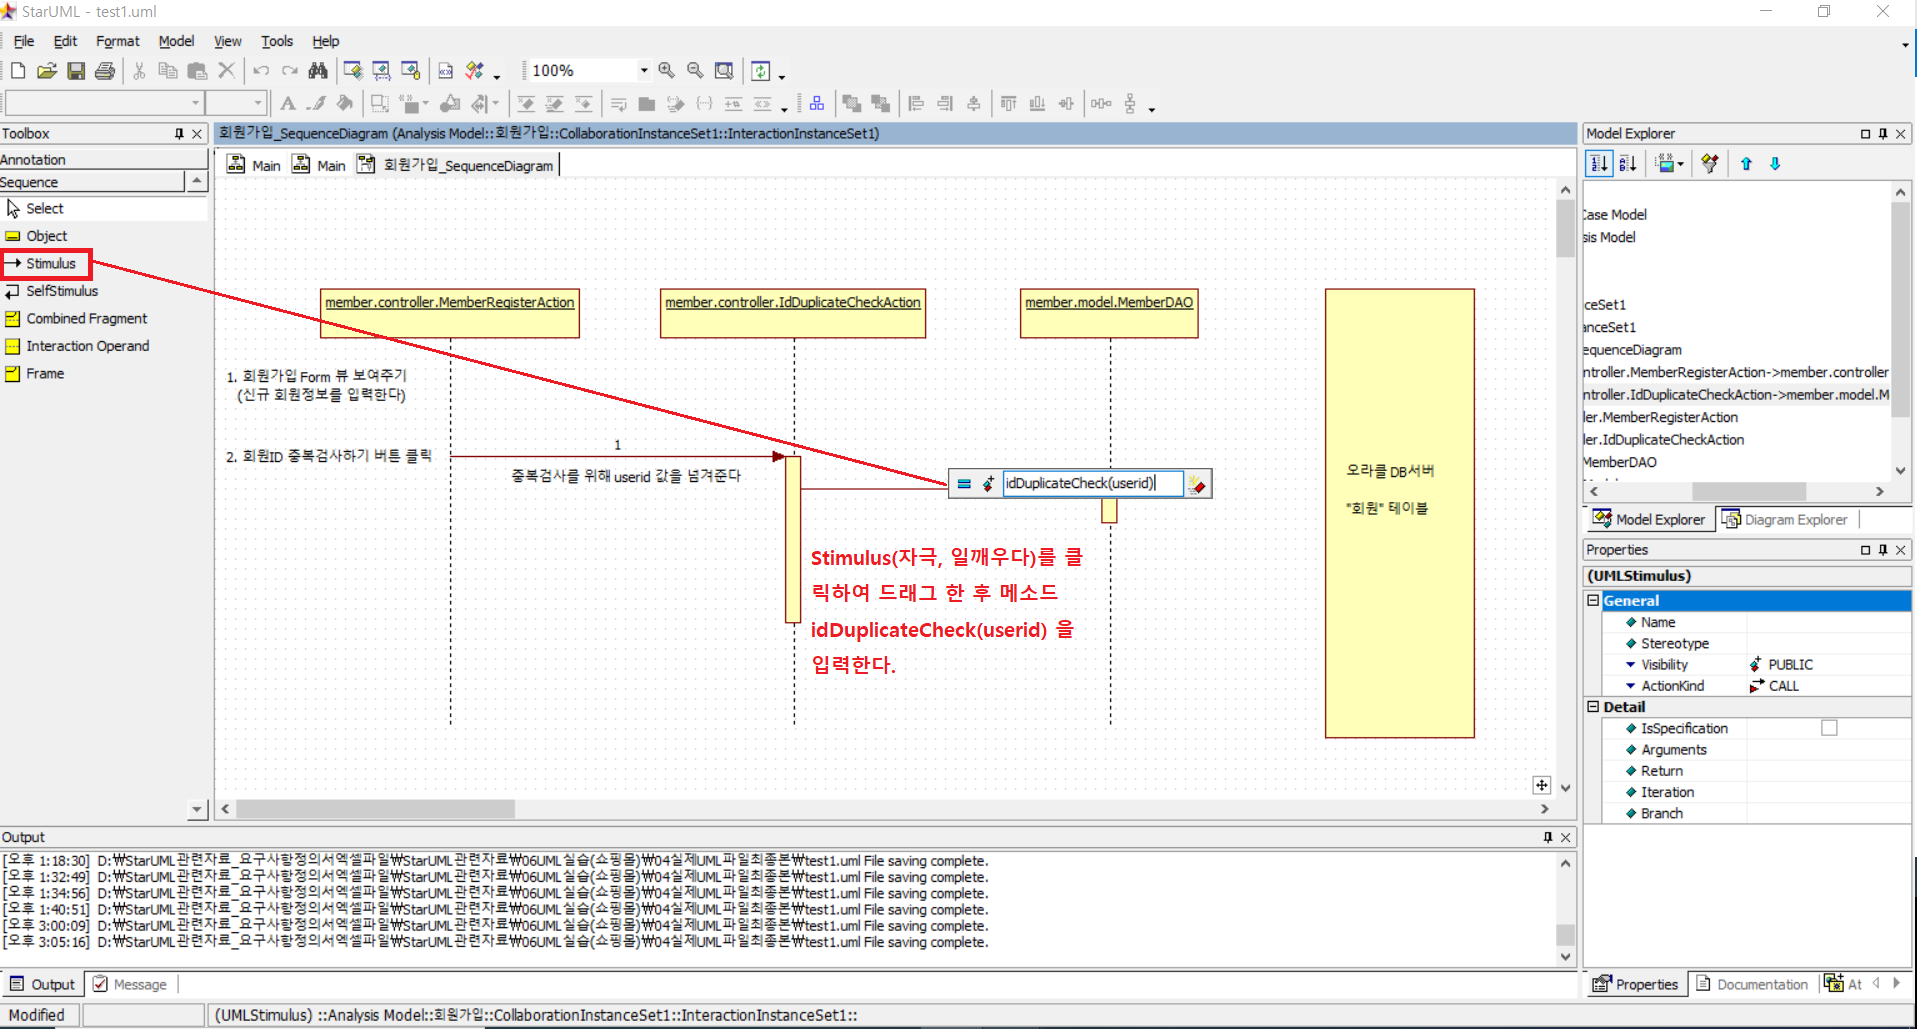 StarUML - test1.uml
File Edit Format Model View Tools Help
100%
Toolbox
Annotation
Sequence
Select
Object
Stimulus
SelfStimulus
Combined Fragment
Interaction Operand
Frame
회원가입_SequenceDiagram (Analysis Model::회원가입::CollaborationInstanceSet1::InteractionInstanceSet1)
Main Main 회원가입_SequenceDiagram
member.controller.MemberRegisterAction
member.controller.IdDuplicateCheckAction
member.model.MemberDAO
1. 회원가입 Form 뷰 보여주기
(신규 회원정보를 입력한다)
1
2. 회원ID 중복검사하기 버튼 클릭
중복검사를 위해 userid 값을 넘겨준다
idDuplicateCheck(userid)
오라클 DB서버
"회원" 테이블
Stimulus(자극, 일깨우다)를 클
릭하여 드래그 한 후 메소드
idDuplicateCheck(userid) 을
입력한다.
Model Explorer
Case Model
sis Model
ceSet1
anceSet1
equenceDiagram
ntroller.MemberRegisterAction->member.controller
ntroller.IdDuplicateCheckAction->member.model.M
ler.MemberRegisterAction
ler.IdDuplicateCheckAction
MemberDAO
Model Explorer Diagram Explorer
Properties
(UMLStimulus)
General
Name
Stereotype
Visibility PUBLIC
ActionKind CALL
Detail
IsSpecification
Arguments
Return
Iteration
Branch
Output
[오후 1:18:30] D:₩StarUML관련자료_요구사항정의서엑셀파일₩StarUML관련자료₩06UML실습(쇼핑몰)₩04실제UML파일최종본₩test1.uml File saving complete.
[오후 1:32:49] D:₩StarUML관련자료_요구사항정의서엑셀파일₩StarUML관련자료₩06UML실습(쇼핑몰)₩04실제UML파일최종본₩test1.uml File saving complete.
[오후 1:34:56] D:₩StarUML관련자료_요구사항정의서엑셀파일₩StarUML관련자료₩06UML실습(쇼핑몰)₩04실제UML파일최종본₩test1.uml File saving complete.
[오후 1:40:51] D:₩StarUML관련자료_요구사항정의서엑셀파일₩StarUML관련자료₩06UML실습(쇼핑몰)₩04실제UML파일최종본₩test1.uml File saving complete.
[오후 3:00:09] D:₩StarUML관련자료_요구사항정의서엑셀파일₩StarUML관련자료₩06UML실습(쇼핑몰)₩04실제UML파일최종본₩test1.uml File saving complete.
[오후 3:05:16] D:₩StarUML관련자료_요구사항정의서엑셀파일₩StarUML관련자료₩06UML실습(쇼핑몰)₩04실제UML파일최종본₩test1.uml File saving complete.
Output Message
Properties Documentation At
Modified
(UMLStimulus) ::Analysis Model::회원가입::CollaborationInstanceSet1::InteractionInstanceSet1::